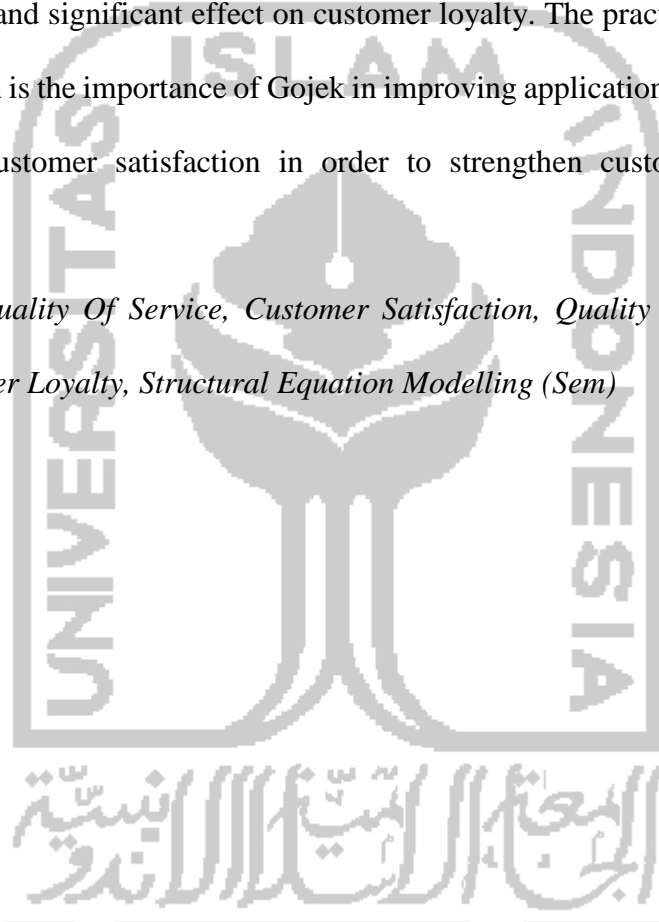 and significant effect on customer loyalty. The pract
is the importance of Gojek in improving application
ustomer satisfaction in order to strengthen custo
uality Of Service, Customer Satisfaction, Quality
er Loyalty, Structural Equation Modelling (Sem)
ISLAM
UNIVERSITAS
INDONESIA